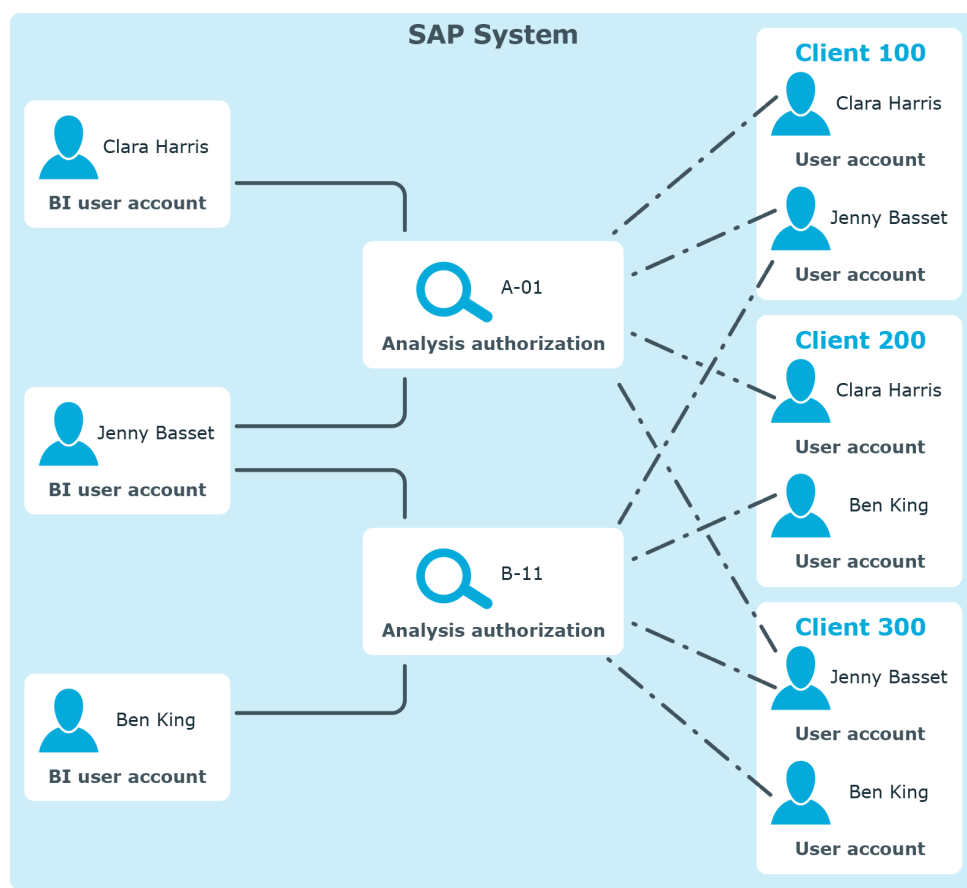 SAP System
Clara Harris
BI user account
Jenny Basset
BI user account
Ben King
BI user account
A-01
Analysis authorization
B-11
Analysis authorization
Client 100
Clara Harris
User account
Jenny Basset
User account
Client 200
Clara Harris
User account
Ben King
User account
Client 300
Jenny Basset
User account
Ben King
User account